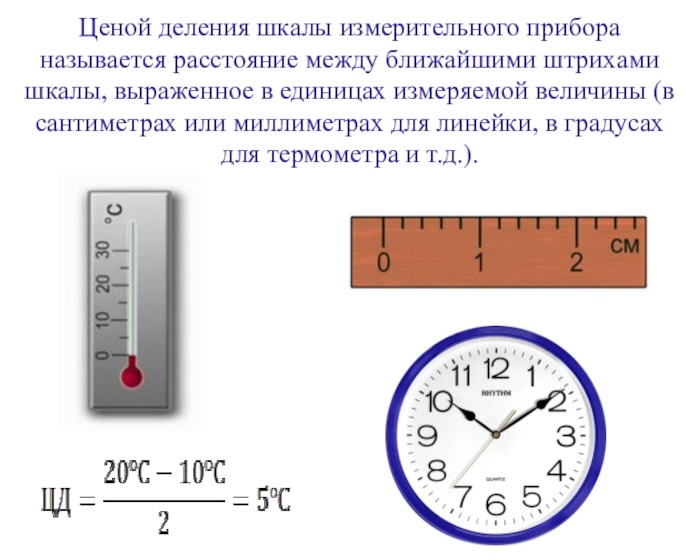 Ценой деления шкалы измерительного прибора
называется расстояние между ближайшими штрихами
шкалы, выраженное в единицах измеряемой величины (в
сантиметрах или миллиметрах для линейки, в градусах
для термометра и т.д.).
°C
30
20
10
0
0 1 2 см
12
11 1
RHYTHM
10 2
9 3
8 4
QUARTZ
7 5
6
ЦД = (20°C – 10°C)/2 = 5°C